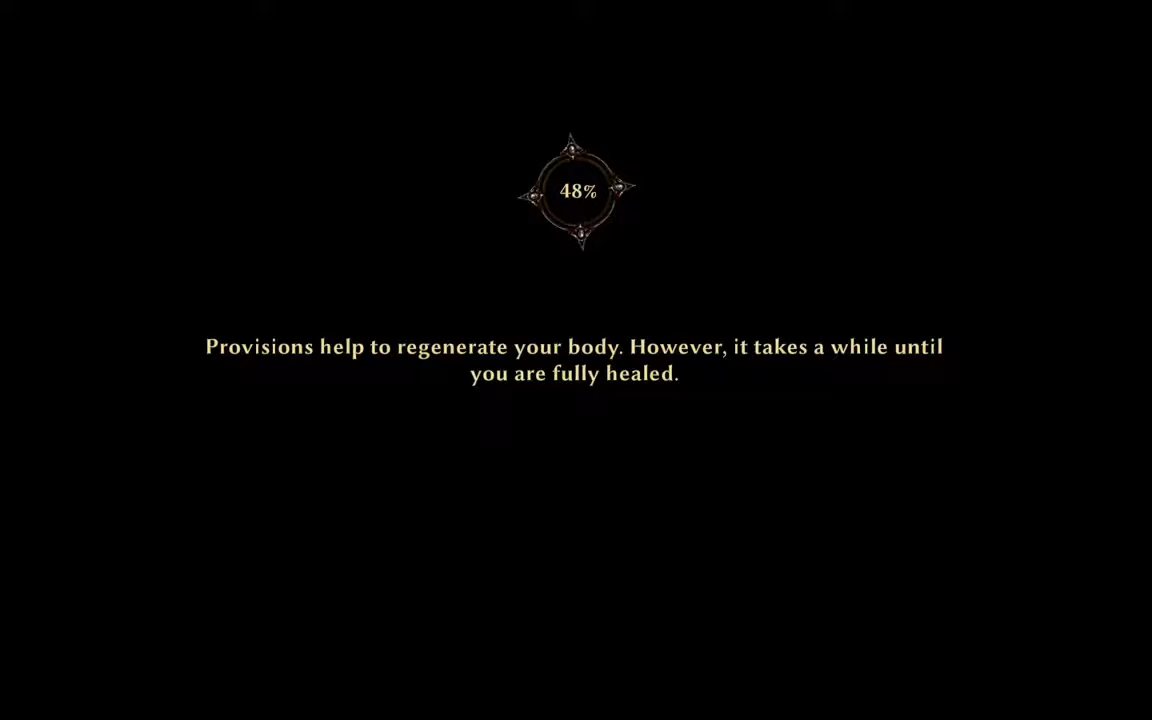 48%
Provisions help to regenerate your body. However, it takes a while until
you are fully healed.